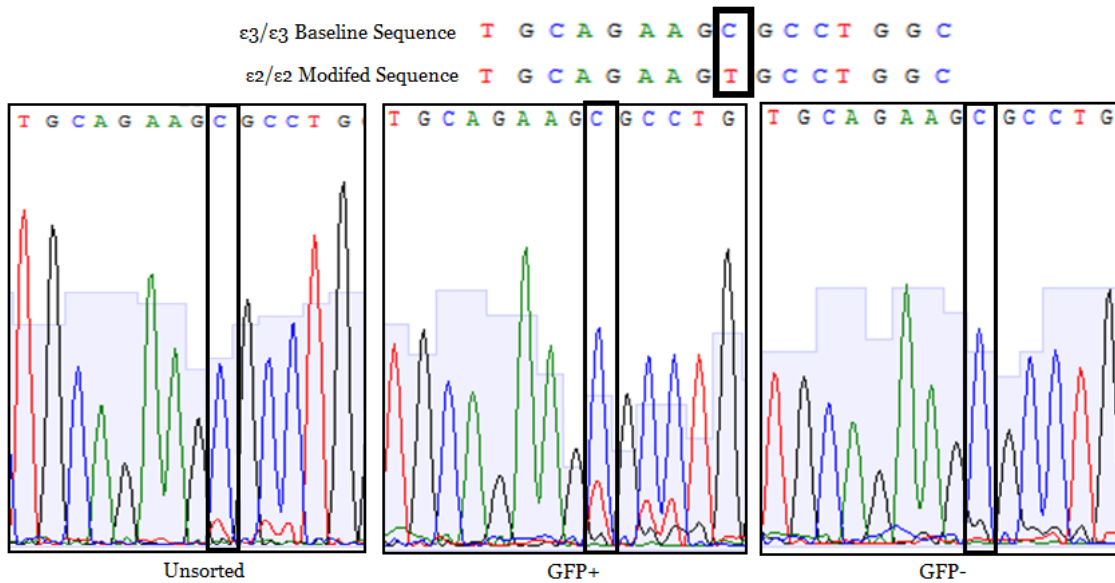 ε3/ε3 Baseline Sequence T G C A G A A G C G C C T G G C
ε2/ε2 Modifed Sequence T G C A G A A G T G C C T G G C
T G C A G A A G C G C C T G
T G C A G A A G C G C C T G
T G C A G A A G C G C C T G
Unsorted
GFP+
GFP-